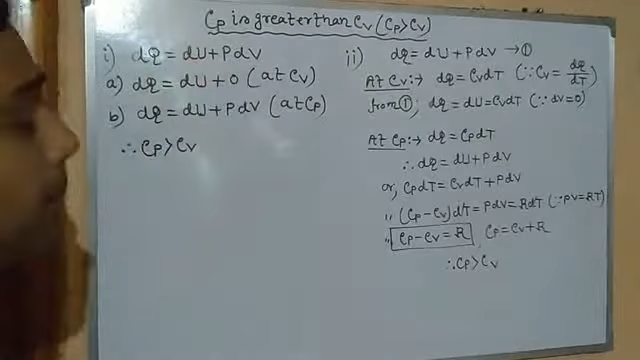 Cp is greater than Cv (Cp>Cv)
i) dQ = dU + PdV
a) dQ = dU + 0 (at Cv)
b) dQ = dU + PdV (at Cp)
∴ Cp > Cv
ii) dQ = dU + PdV → ①
At Cv:→ dQ = CvdT (∵ Cv = dQ/dT)
from ①; dQ = dU = CvdT (∵ dV = 0)
At Cp:→ dQ = CpdT
∴ dQ = dU + PdV
or, CpdT = CvdT + PdV
" (Cp - Cv)dT = PdV = RdT (∵ PV = RT)
" Cp - Cv = R, Cp = Cv + R
∴ Cp > Cv